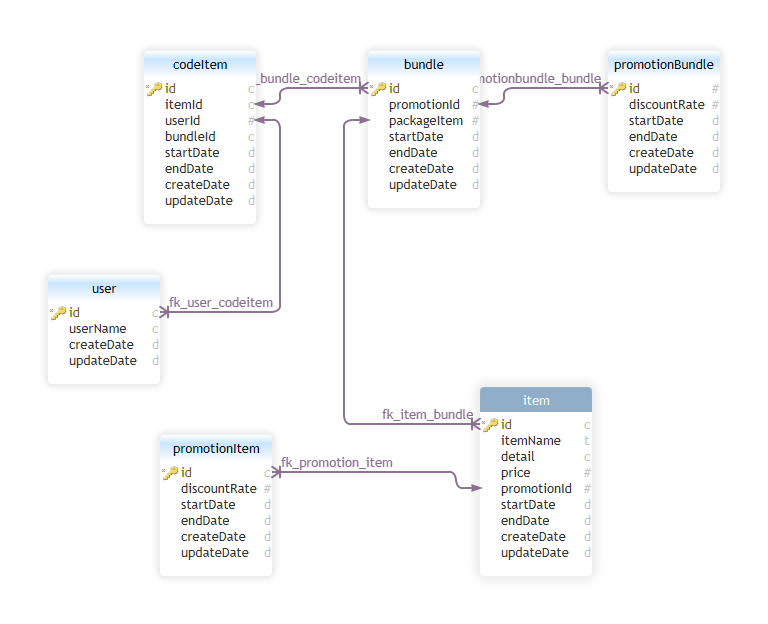 codeItem
id c
itemId c
userId #
bundleId c
startDate d
endDate d
createDate d
updateDate d
_bundle_codeitem
bundle
id c
promotionId #
packageItem #
startDate d
endDate d
createDate d
updateDate d
motionbundle_bundle
promotionBundle
id #
discountRate #
startDate d
endDate d
createDate d
updateDate d
user
id c
userName c
createDate d
updateDate d
fk_user_codeitem
fk_item_bundle
item
id c
itemName t
detail c
price #
promotionId #
startDate d
endDate d
createDate d
updateDate d
promotionItem
id c
discountRate #
startDate d
endDate d
createDate d
updateDate d
fk_promotion_item